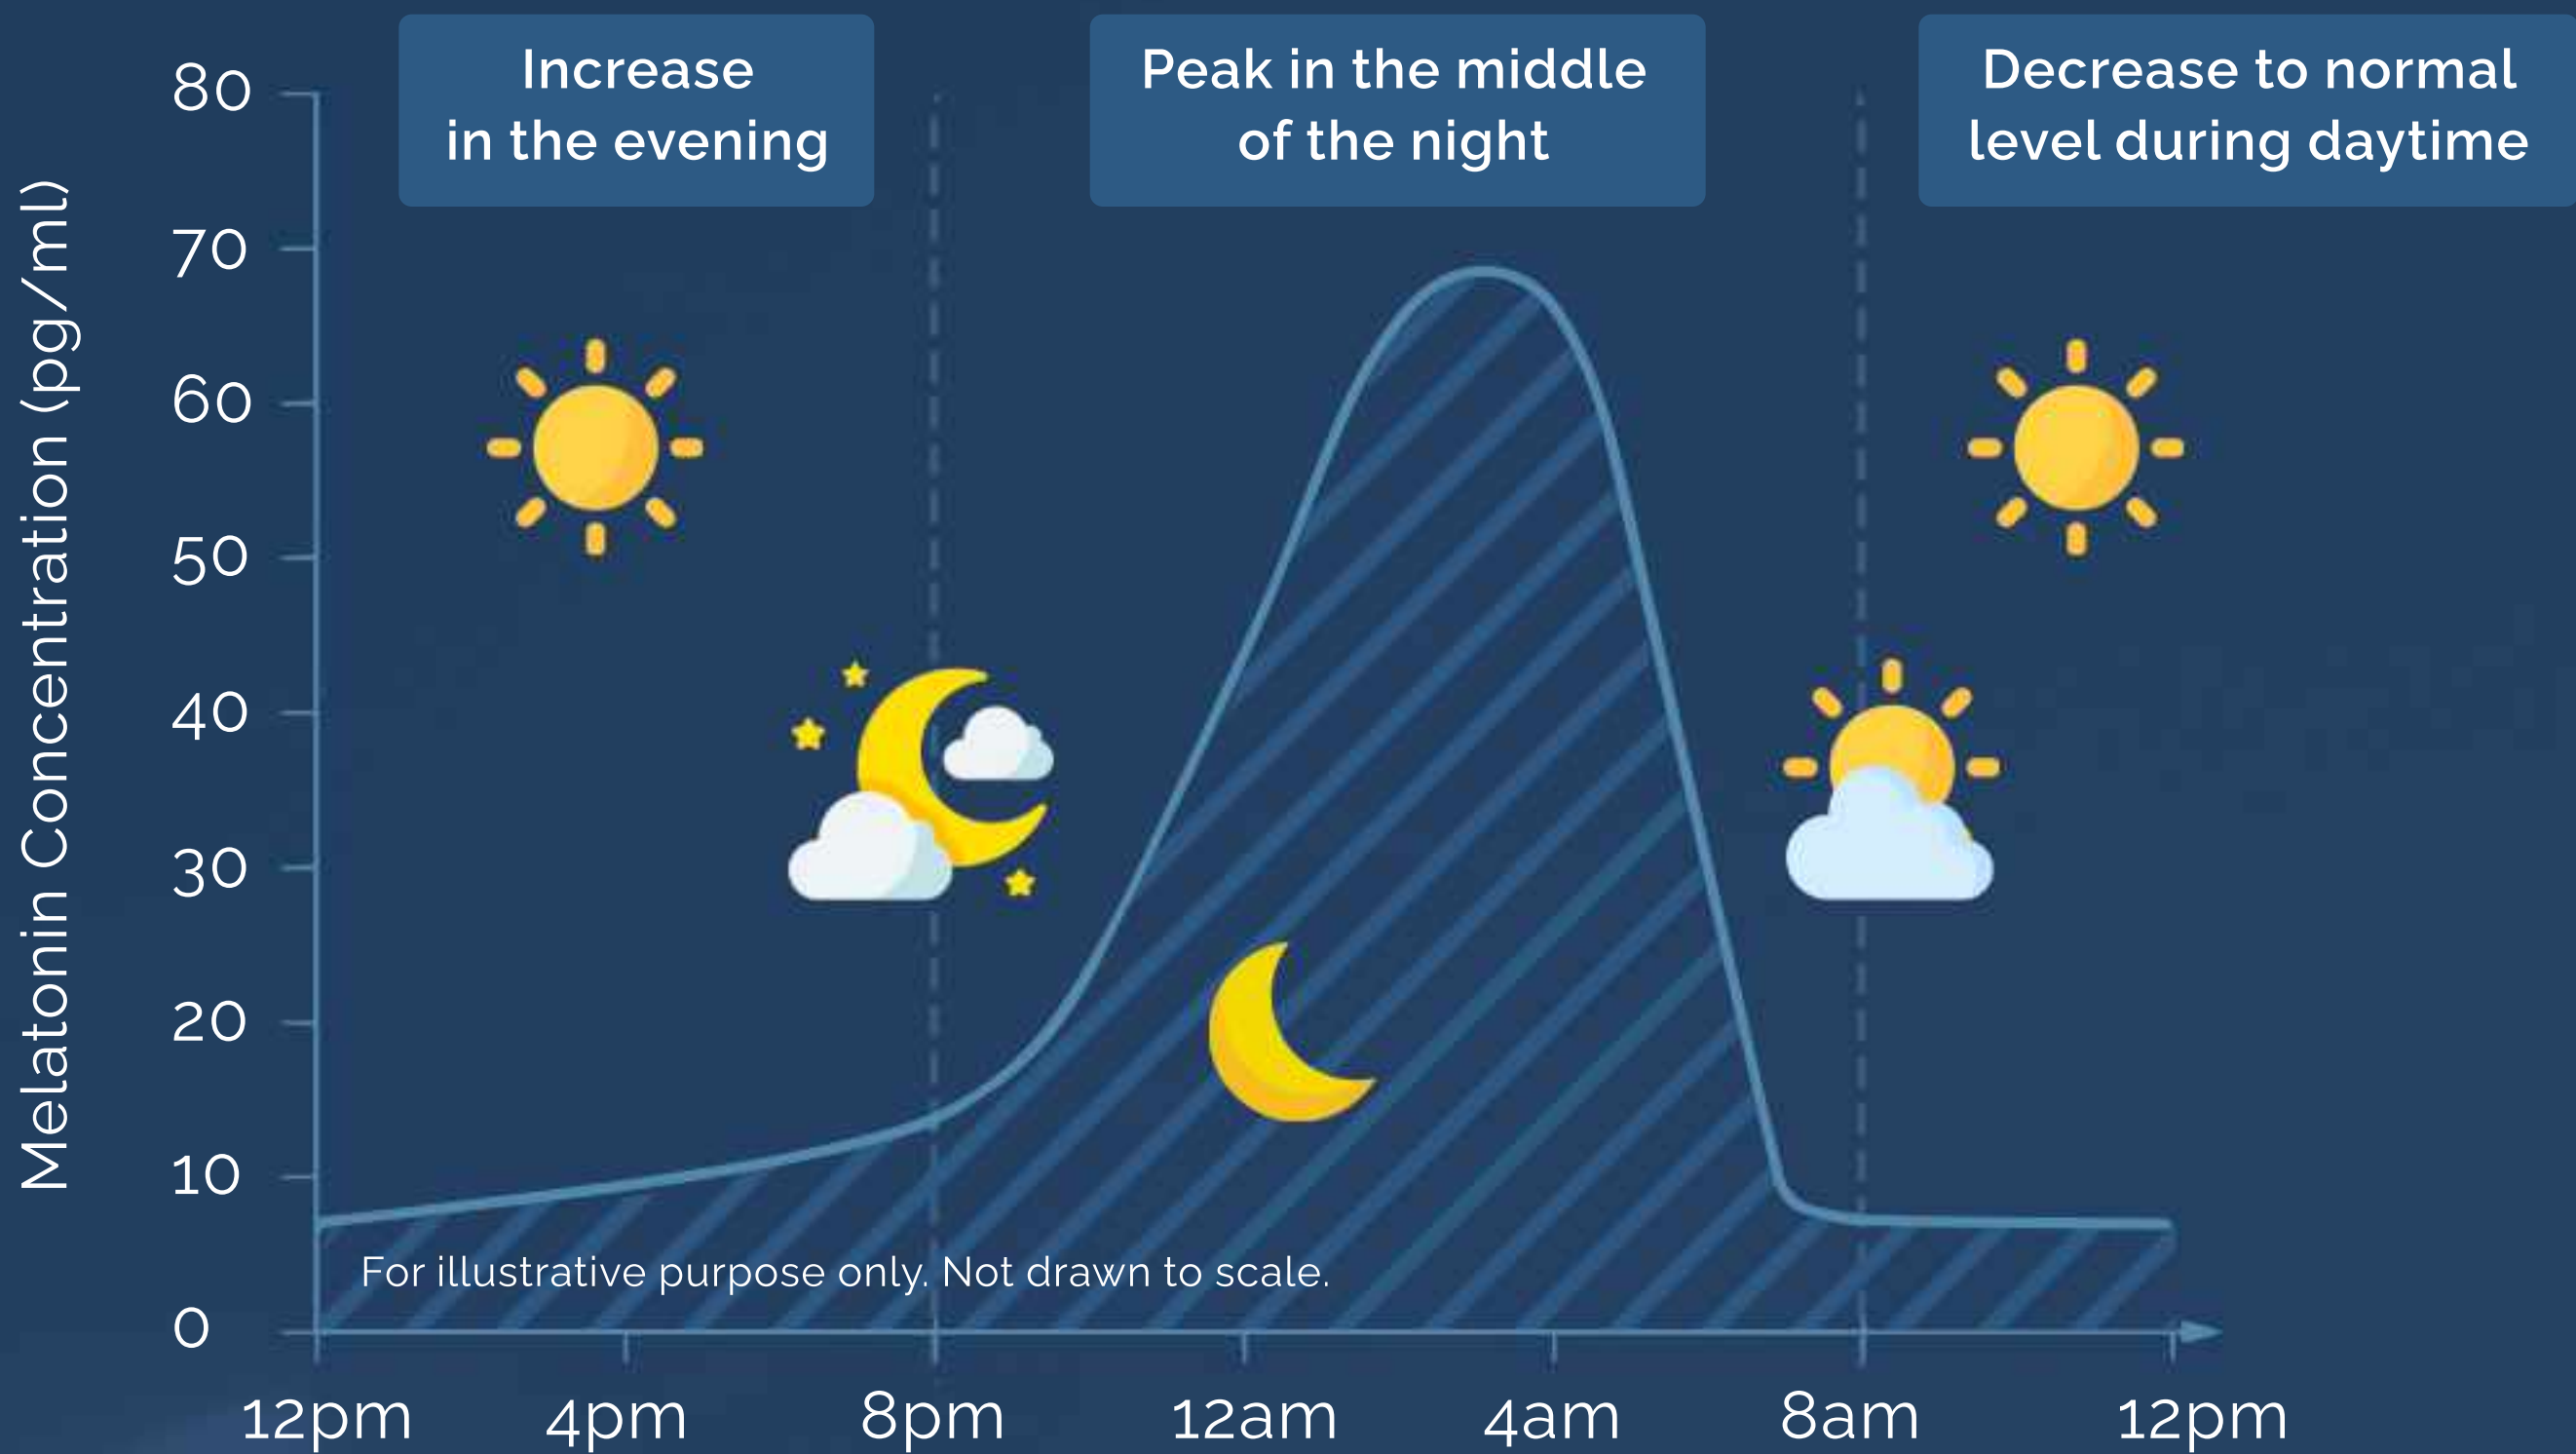 Increase
in the evening
Peak in the middle
of the night
Decrease to normal
level during daytime
Melatonin Concentration (pg/ml)
80
70
60
50
40
30
20
10
0
For illustrative purpose only. Not drawn to scale.
12pm
4pm
8pm
12am
4am
8am
12pm